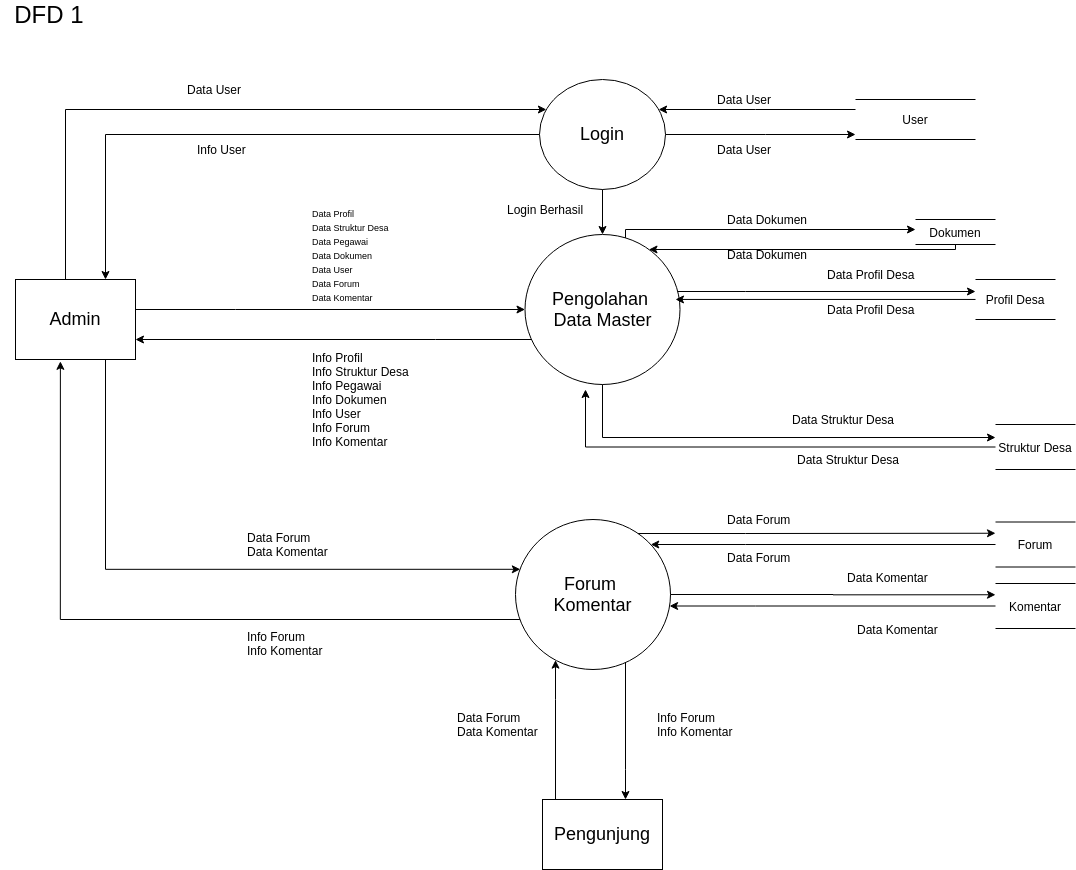 DFD 1
Data User
Data User
Login
User
Info User
Data User
Login Berhasil
Data Profil
Data Struktur Desa
Data Pegawai
Data Dokumen
Data User
Data Forum
Data Komentar
Data Dokumen
Dokumen
Data Dokumen
Data Profil Desa
Profil Desa
Data Profil Desa
Admin
Pengolahan
Data Master
Info Profil
Info Struktur Desa
Info Pegawai
Info Dokumen
Info User
Info Forum
Info Komentar
Data Struktur Desa
Struktur Desa
Data Struktur Desa
Data Forum
Data Komentar
Data Forum
Forum
Data Forum
Forum
Komentar
Data Komentar
Komentar
Data Komentar
Info Forum
Info Komentar
Data Forum
Data Komentar
Info Forum
Info Komentar
Pengunjung